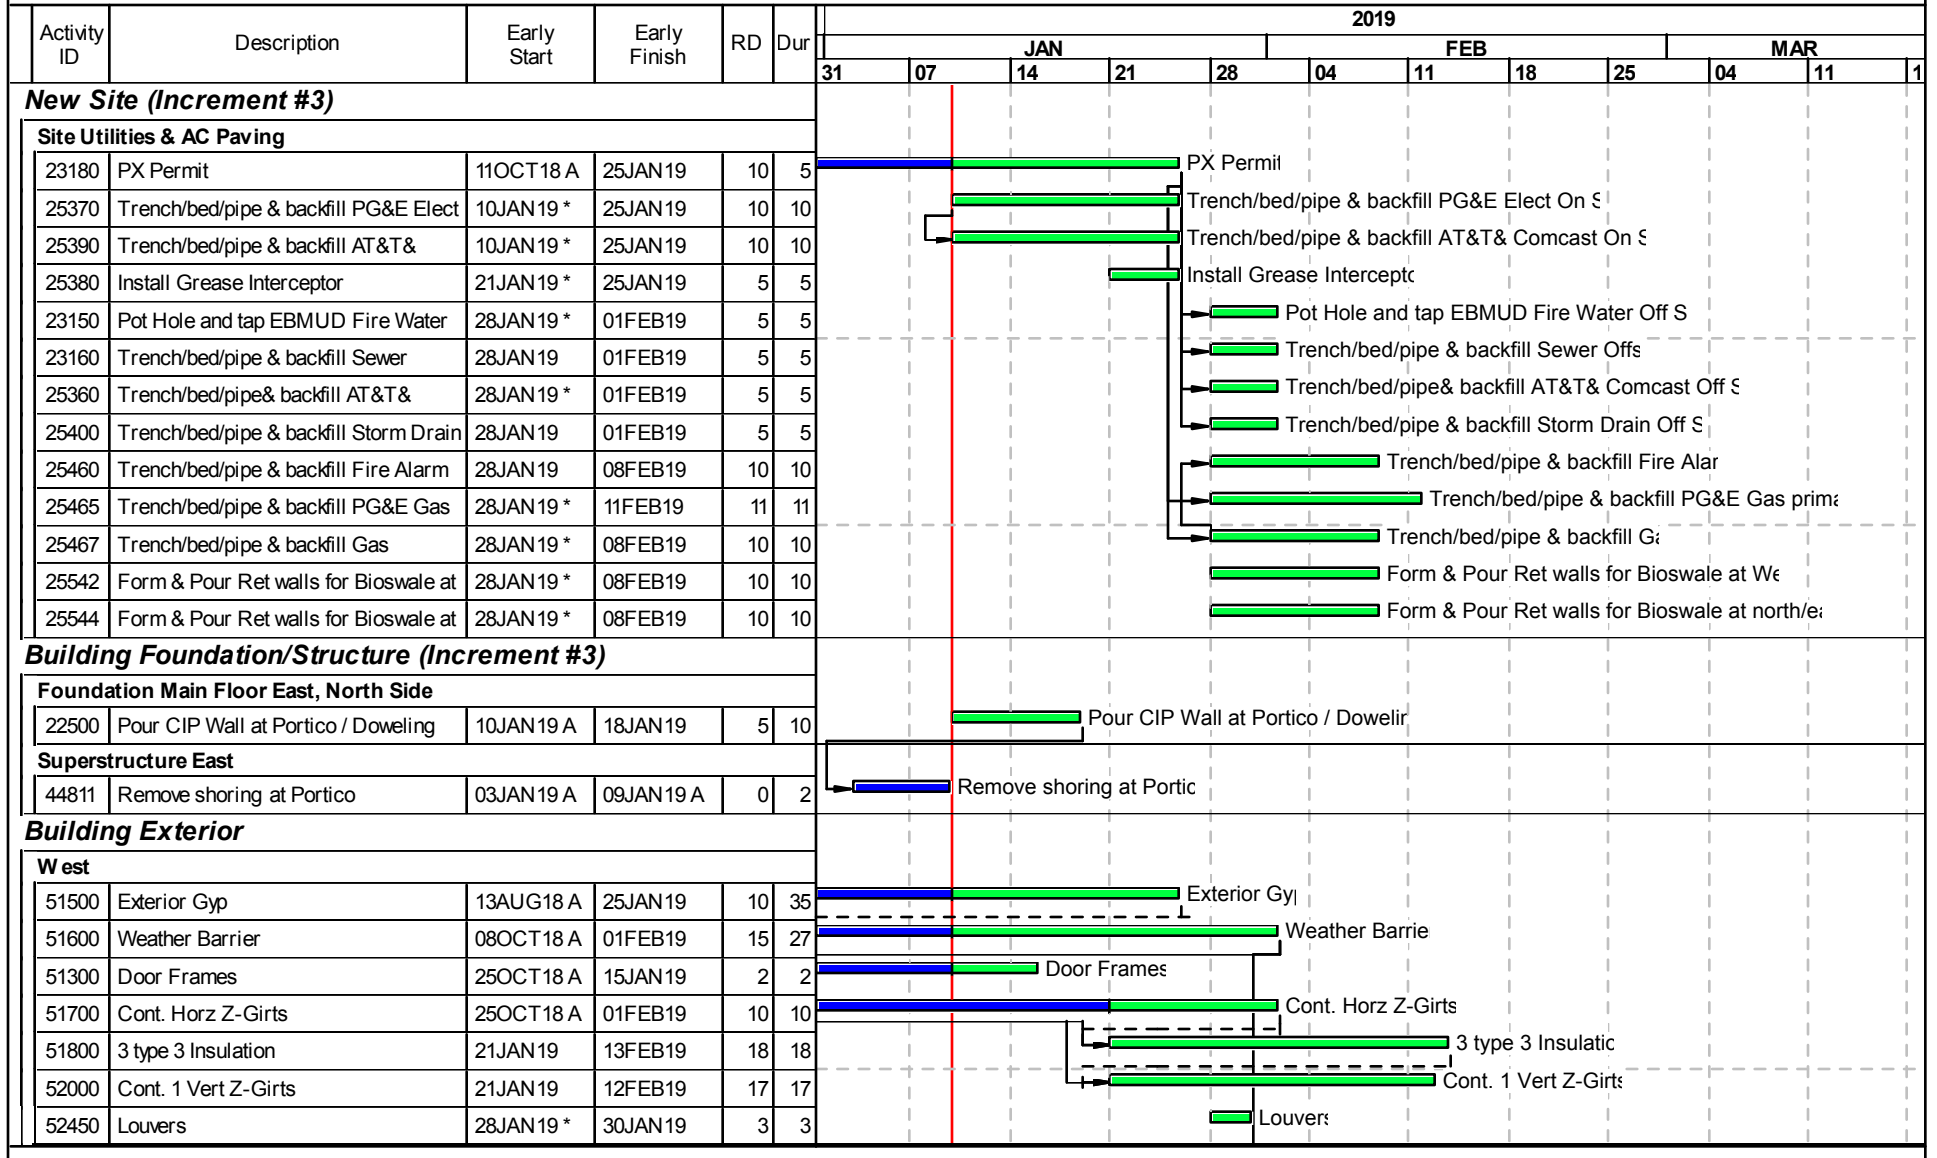 2019
Activity ID Description Early Start Early Finish RD Dur JAN FEB MAR
31 07 14 21 28 04 11 18 25 04 11 1
New Site (Increment #3)
Site Utilities & AC Paving
23180 PX Permit 11OCT18 A 25JAN19 10 5 PX Permit
25370 Trench/bed/pipe & backfill PG&E Elect 10JAN19 * 25JAN19 10 10 Trench/bed/pipe & backfill PG&E Elect On S
25390 Trench/bed/pipe & backfill AT&T& 10JAN19 * 25JAN19 10 10 Trench/bed/pipe & backfill AT&T& Comcast On S
25380 Install Grease Interceptor 21JAN19 * 25JAN19 5 5 Install Grease Interceptc
23150 Pot Hole and tap EBMUD Fire Water 28JAN19 * 01FEB19 5 5 Pot Hole and tap EBMUD Fire Water Off S
23160 Trench/bed/pipe & backfill Sewer 28JAN19 01FEB19 5 5 Trench/bed/pipe & backfill Sewer Offs
25360 Trench/bed/pipe& backfill AT&T& 28JAN19 * 01FEB19 5 5 Trench/bed/pipe& backfill AT&T& Comcast Off S
25400 Trench/bed/pipe & backfill Storm Drain 28JAN19 01FEB19 5 5 Trench/bed/pipe & backfill Storm Drain Off S
25460 Trench/bed/pipe & backfill Fire Alarm 28JAN19 08FEB19 10 10 Trench/bed/pipe & backfill Fire Alar
25465 Trench/bed/pipe & backfill PG&E Gas 28JAN19 * 11FEB19 11 11 Trench/bed/pipe & backfill PG&E Gas prima
25467 Trench/bed/pipe & backfill Gas 28JAN19 * 08FEB19 10 10 Trench/bed/pipe & backfill Ga
25542 Form & Pour Ret walls for Bioswale at 28JAN19 * 08FEB19 10 10 Form & Pour Ret walls for Bioswale at We
25544 Form & Pour Ret walls for Bioswale at 28JAN19 * 08FEB19 10 10 Form & Pour Ret walls for Bioswale at north/ea
Building Foundation/Structure (Increment #3)
Foundation Main Floor East, North Side
22500 Pour CIP Wall at Portico / Doweling 10JAN19 A 18JAN19 5 10 Pour CIP Wall at Portico / Dowelir
Superstructure East
44811 Remove shoring at Portico 03JAN19 A 09JAN19 A 0 2 Remove shoring at Portic
Building Exterior
West
51500 Exterior Gyp 13AUG18 A 25JAN19 10 35 Exterior Gyp
51600 Weather Barrier 08OCT18 A 01FEB19 15 27 Weather Barrie
51300 Door Frames 25OCT18 A 15JAN19 2 2 Door Frames
51700 Cont. Horz Z-Girts 25OCT18 A 01FEB19 10 10 Cont. Horz Z-Girts
51800 3 type 3 Insulation 21JAN19 13FEB19 18 18 3 type 3 Insulatic
52000 Cont. 1 Vert Z-Girts 21JAN19 12FEB19 17 17 Cont. 1 Vert Z-Girts
52450 Louvers 28JAN19 * 30JAN19 3 3 Louvers